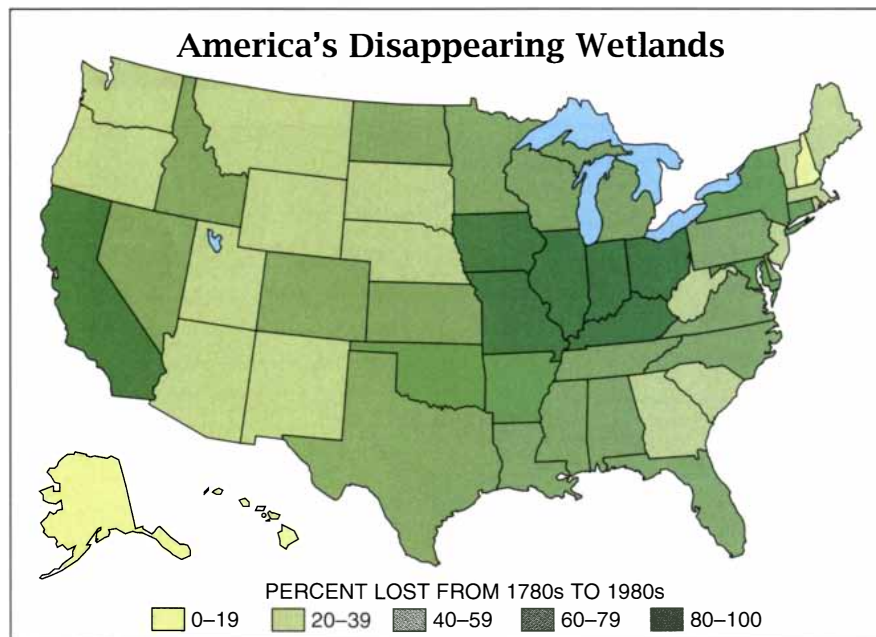 America's Disappearing Wetlands
PERCENT LOST FROM 1780s TO 1980s
0–19 20–39 40–59 60–79 80–100